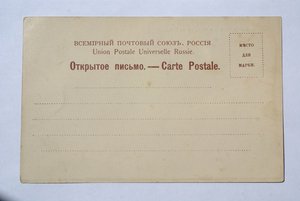 ВСЕМІРНЫЙ ПОЧТОВЫЙ СОЮЗЪ. РОССІЯ
Union Postale Universelle Russie.
Открытое письмо. — Carte Postale.
МѢСТО
ДЛЯ
МАРКИ.